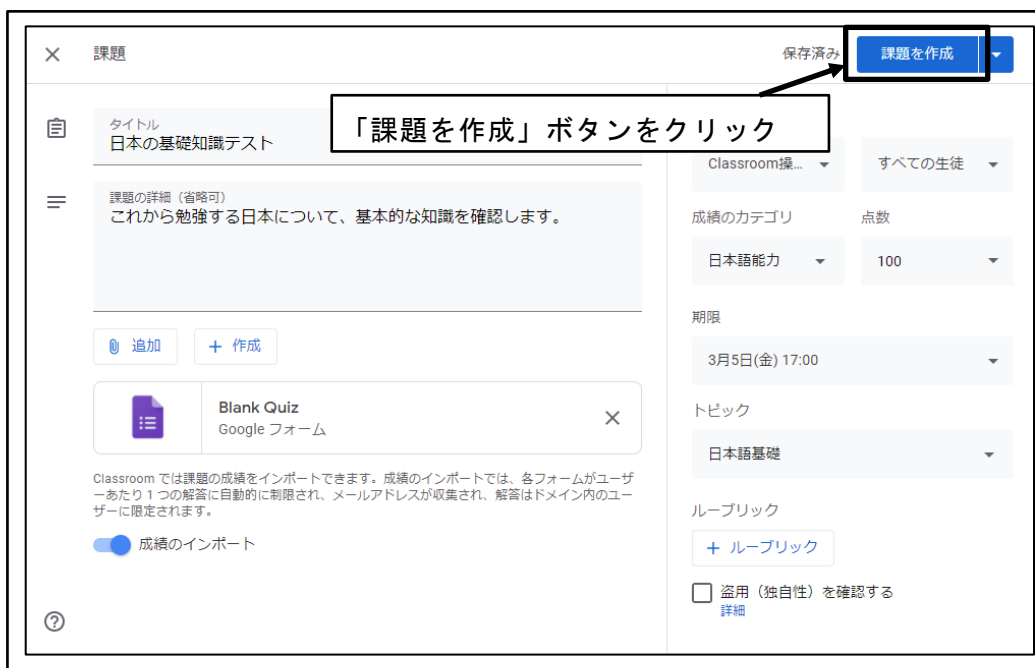 課題
保存済み
課題を作成
「課題を作成」ボタンをクリック
タイトル
日本の基礎知識テスト
課題の詳細（省略可）
これから勉強する日本について、基本的な知識を確認します。
追加
+ 作成
Blank Quiz
Google フォーム
Classroom では課題の成績をインポートできます。成績のインポートでは、各フォームがユーザ
ーあたり 1 つの解答に自動的に制限され、メールアドレスが収集され、解答はドメイン内のユー
ザーに限定されます。
成績のインポート
Classroom操...
すべての生徒
成績のカテゴリ
点数
日本語能力
100
期限
3月5日(金) 17:00
トピック
日本語基礎
ルーブリック
+ ルーブリック
盗用（独自性）を確認する
詳細